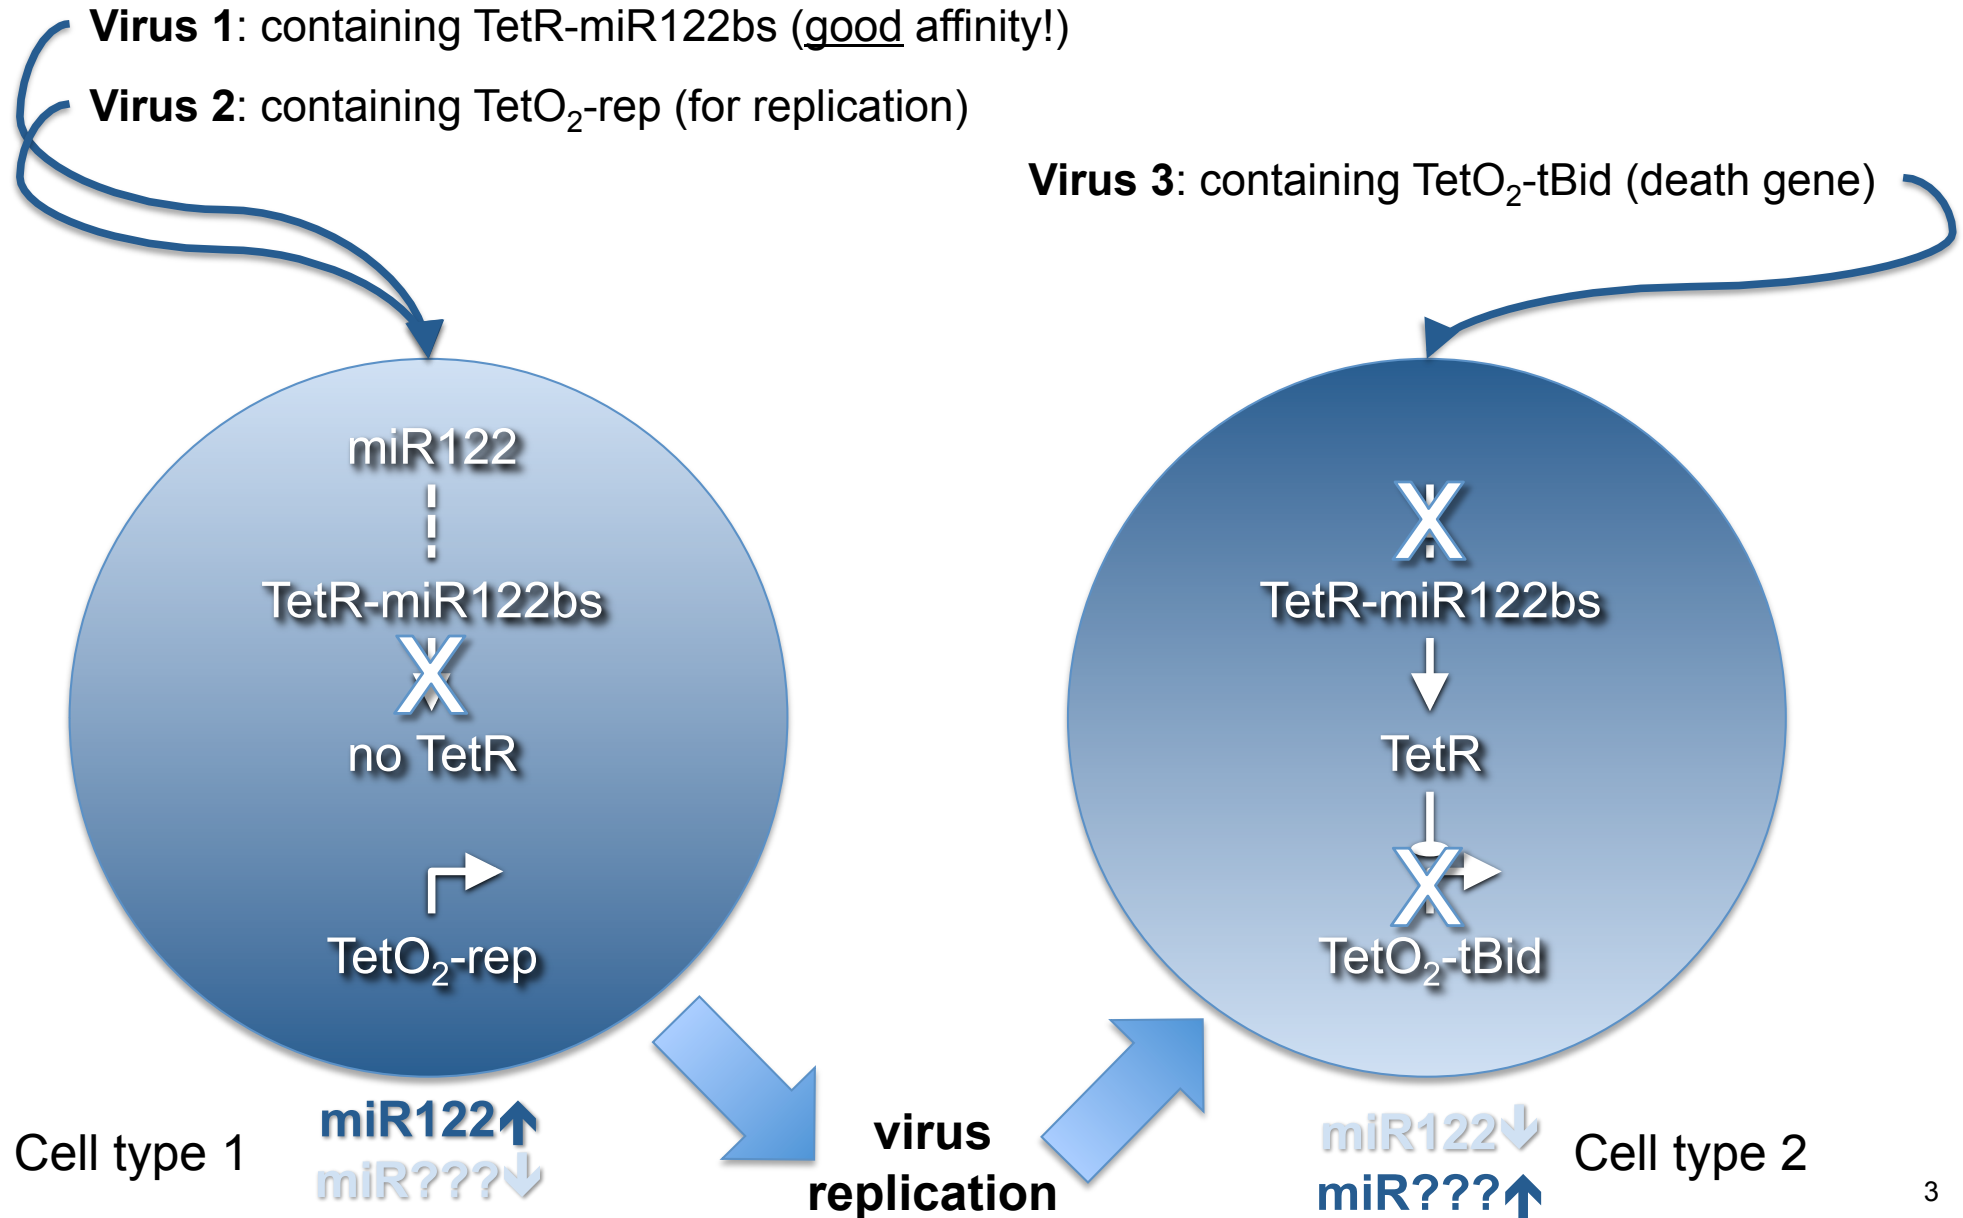 Virus 1: containing TetR-miR122bs (good affinity!)
Virus 2: containing TetO₂-rep (for replication)
Virus 3: containing TetO₂-tBid (death gene)
miR122
TetR-miR122bs
X
no TetR
TetO₂-rep
X
TetR-miR122bs
TetR
X
TetO₂-tBid
Cell type 1
miR122↑
miR???↓
virus
replication
miR122↓
miR???↑
Cell type 2
3